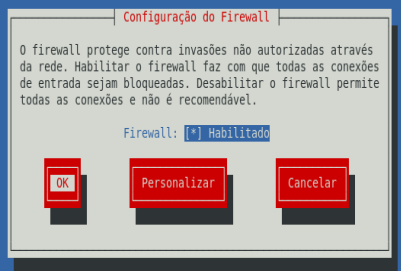 Configuração do Firewall
O firewall protege contra invasões não autorizadas através
da rede. Habilitar o firewall faz com que todas as conexões
de entrada sejam bloqueadas. Desabilitar o firewall permite
todas as conexões e não é recomendável.
Firewall: [*] Habilitado
OK Personalizar Cancelar